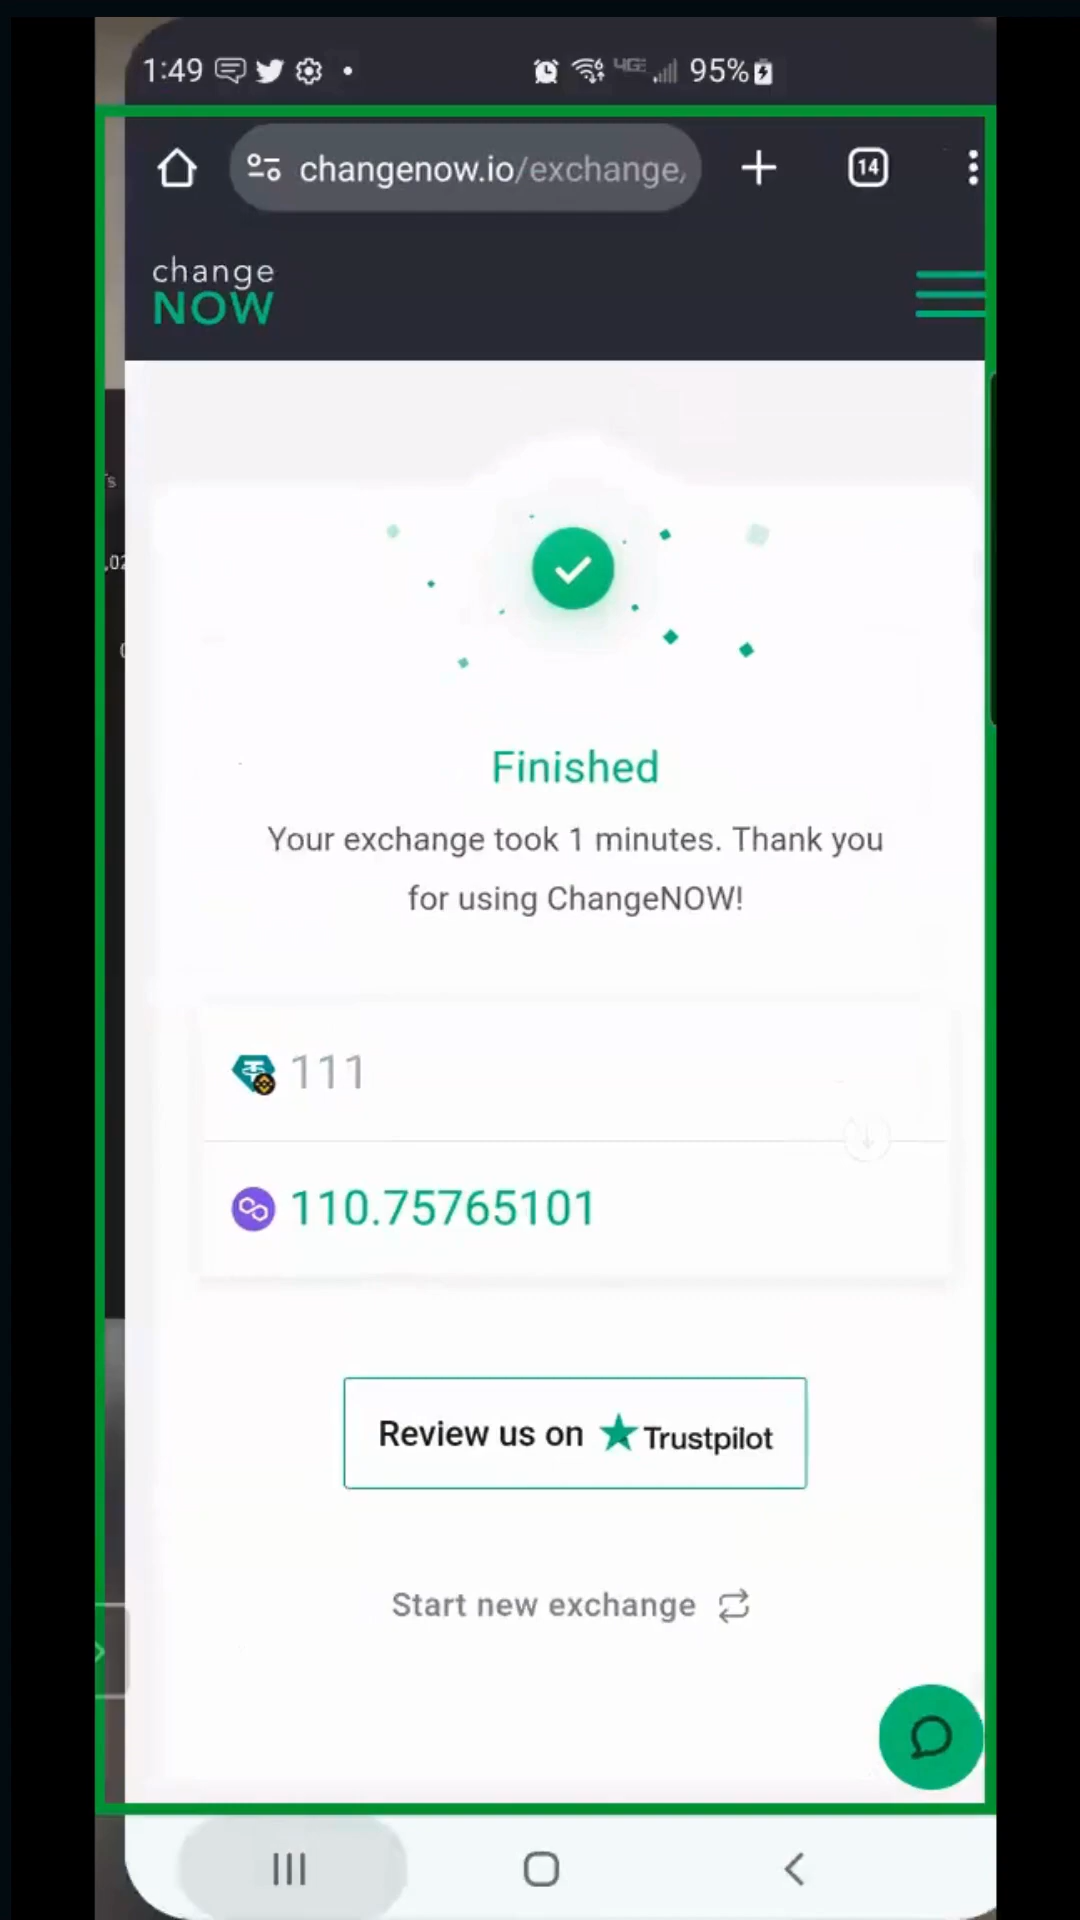 1:49 4GE 95%
changenow.io/exchange, 14
change
NOW
Finished
Your exchange took 1 minutes. Thank you
for using ChangeNOW!
111
110.75765101
Review us on Trustpilot
Start new exchange